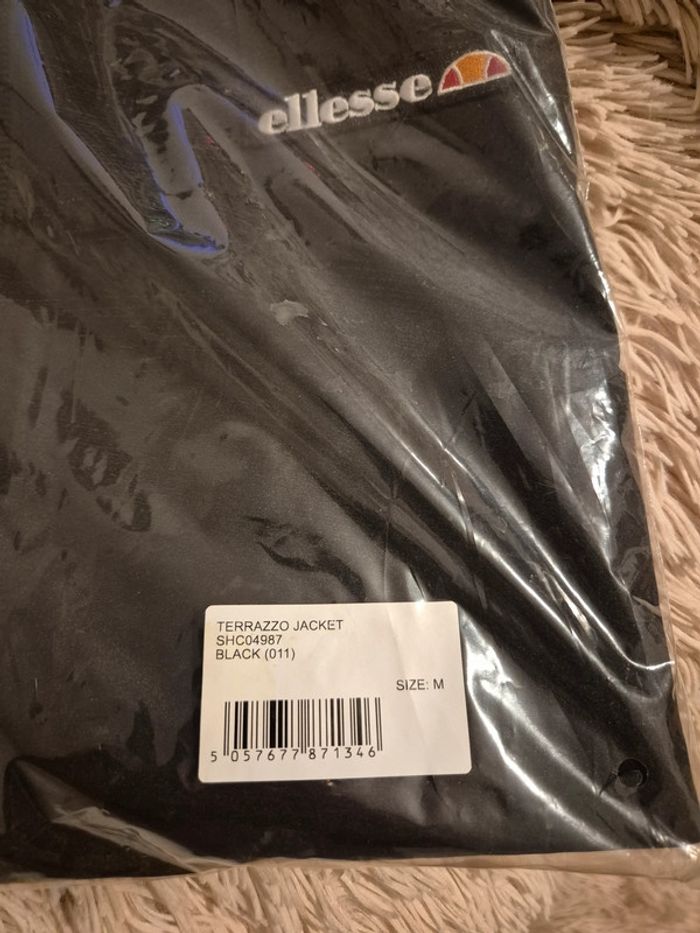 ellesse
TERRAZZO JACKET
SHC04987
BLACK (011)
SIZE: M
5 057677 871346